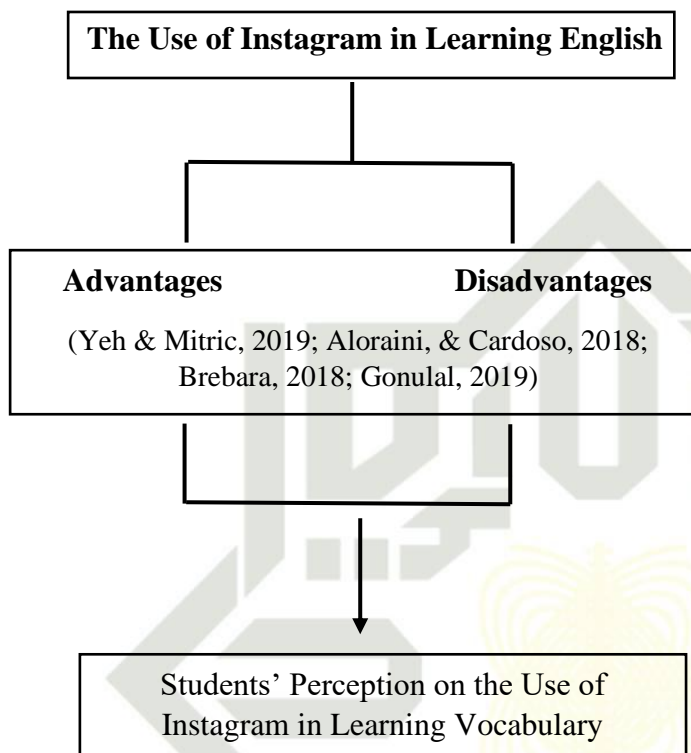 The Use of Instagram in Learning English
Advantages Disadvantages
(Yeh & Mitric, 2019; Aloraini, & Cardoso, 2018;
Brebara, 2018; Gonulal, 2019)
Students’ Perception on the Use of
Instagram in Learning Vocabulary